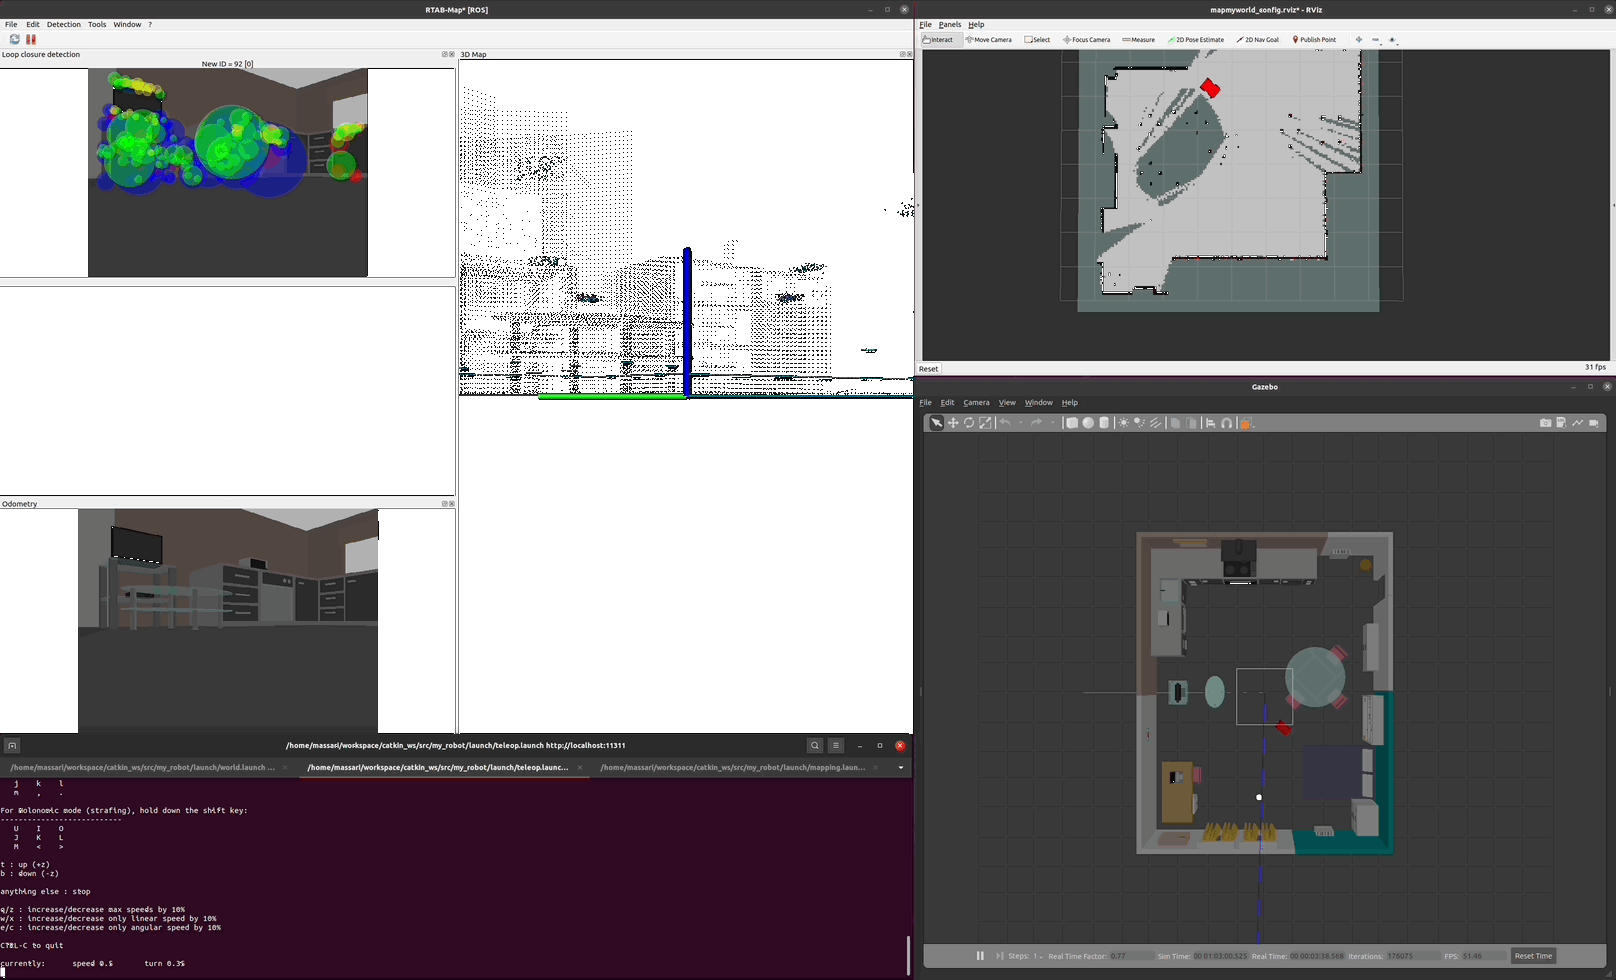 RTAB-Map* [ROS]
File Edit Detection Tools Window ?
Loop closure detection
New ID = 92 [0]
3D Map
Odometry
mapmyworld_sonfig.rviz* - RViz
File Panels Help
Interact Move Camera Select Focus Camera Measure 2D Pose Estimate 2D Nav Goal Publish Point
Reset
31 fps
Gazebo
File Edit Camera View Window Help
Steps: 1 Real Time Factor: 0.77 Sim Time: 00 01:03:00.525 Real Time: 00 00:03:38.568 Iterations: 176075 FPS: 51.46 Reset Time
/home/massari/workspace/catkin_ws/src/my_robot/launch/teleop.launch http://localhost:11311
/home/massari/workspace/catkin_ws/src/my_robot/launch/world.launch ...
/home/massari/workspace/catkin_ws/src/my_robot/launch/teleop.launc...
/home/massari/workspace/catkin_ws/src/my_robot/launch/mapping.laun...
j k l
m , .
For Holonomic mode (strafing), hold down the shift key:
---------------------------
U I O
J K L
M < >
t : up (+z)
b : down (-z)
anything else : stop
q/z : increase/decrease max speeds by 10%
w/x : increase/decrease only linear speed by 10%
e/c : increase/decrease only angular speed by 10%
CTRL-C to quit
currently: speed 0.5 turn 0.35